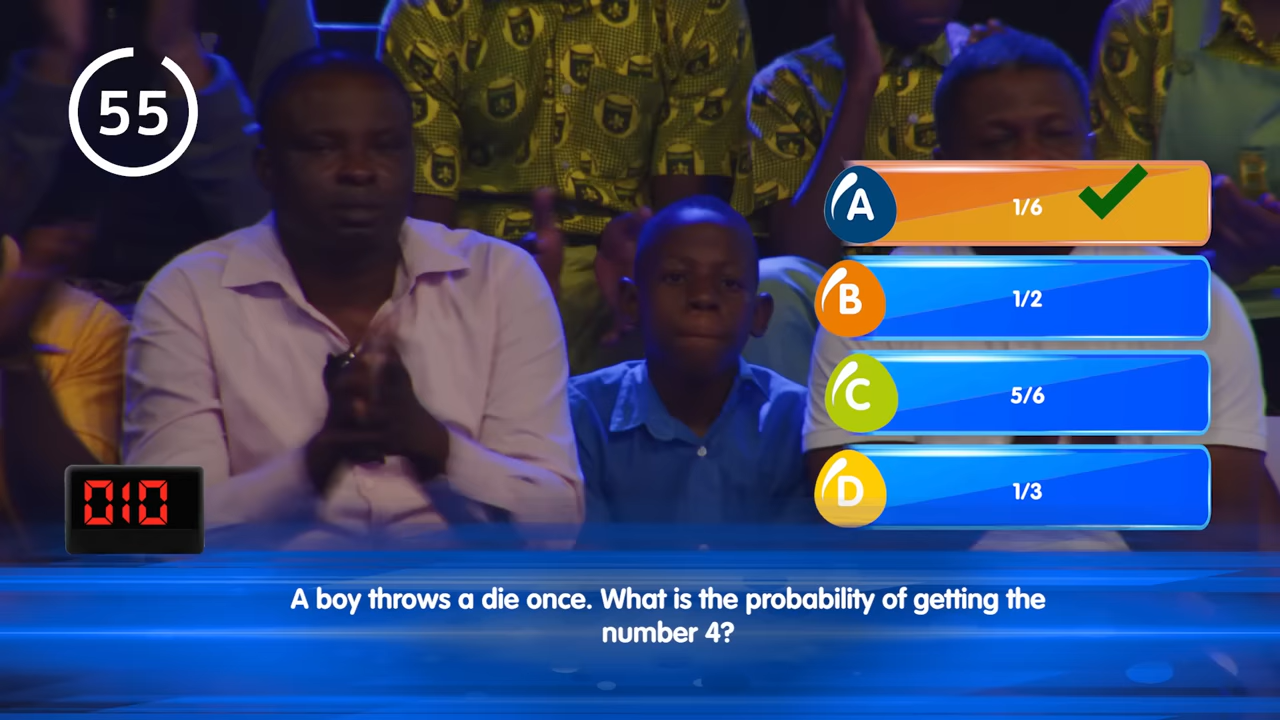 55
A 1/6
B 1/2
C 5/6
D 1/3
010
A boy throws a die once. What is the probability of getting the
number 4?